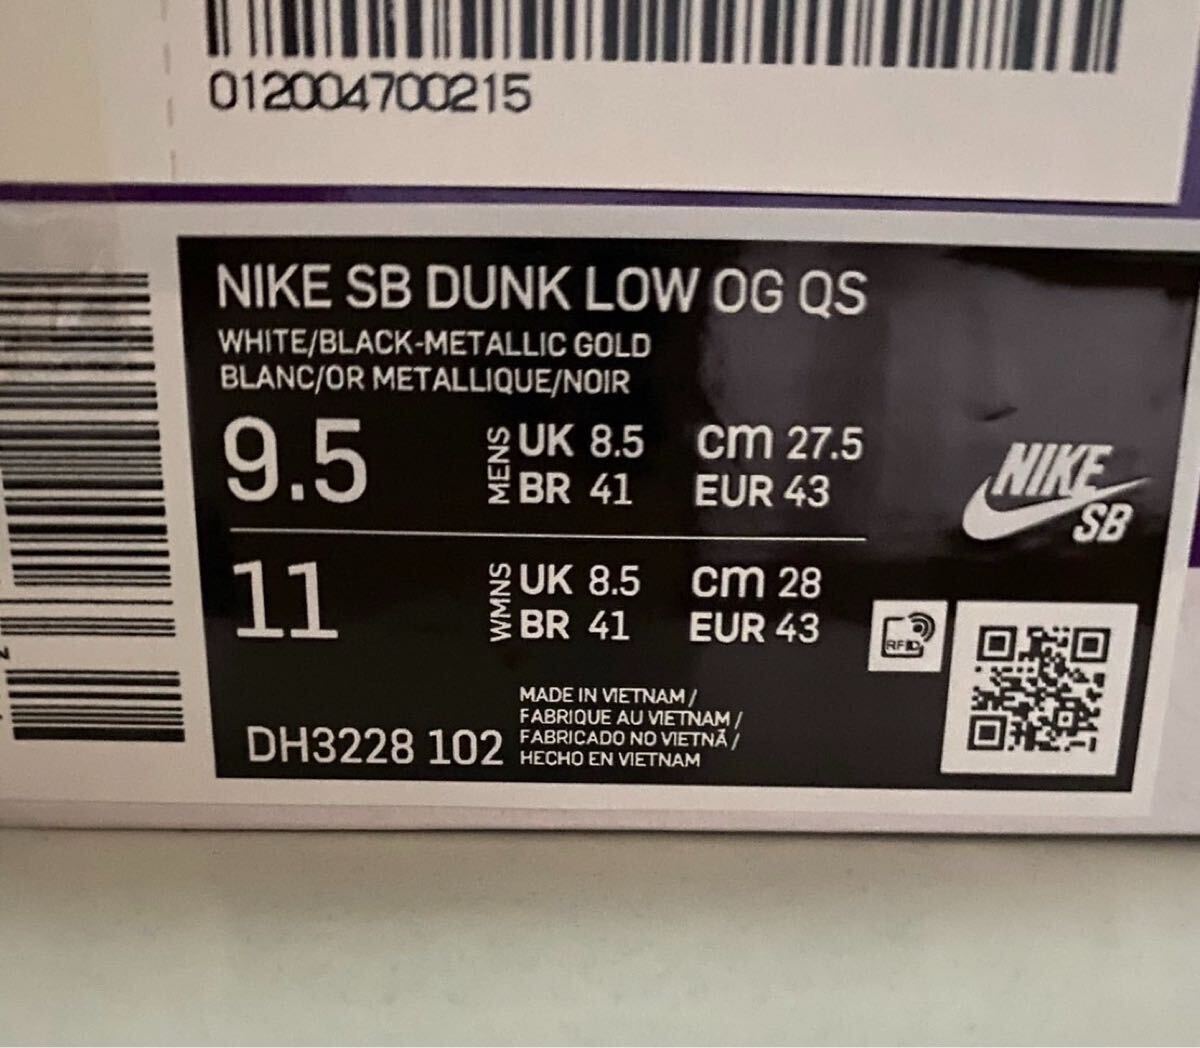 012004700215
NIKE SB DUNK LOW OG QS
WHITE/BLACK-METALLIC GOLD
BLANC/OR METALLIQUE/NOIR
9.5 MENS UK 8.5 cm 27.5
BR 41 EUR 43
NIKE
SB
11 WMNS UK 8.5 cm 28
BR 41 EUR 43
RFID
MADE IN VIETNAM /
FABRIQUE AU VIETNAM /
DH3228 102 FABRICADO NO VIETNÃ /
HECHO EN VIETNAM